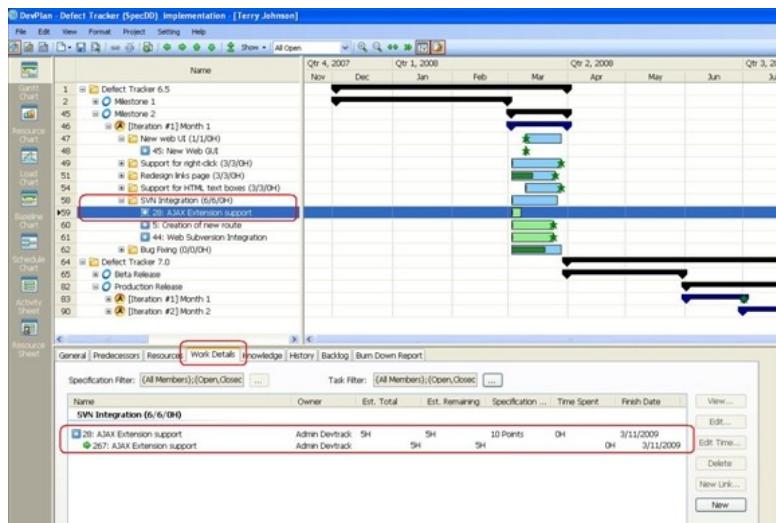 DevPlan - Defect Tracker (SpecDD) Implementation - [Terry Johnson]
File Edit View Format Project Setting Help
Show All Open
Name Qtr 4, 2007 Qtr 1, 2008 Qtr 2, 2008 Qtr 3, 2
Nov Dec Jan Feb Mar Apr May Jun
Gantt Chart
Resource Chart
Load Chart
Baseline Chart
Schedule Chart
Activity Sheet
Resource Sheet
1 Defect Tracker 6.5
2 Milestone 1
45 Milestone 2
46 [Iteration #1] Month 1
47 New web UI (1/1/0H)
48 45: New Web GUI
49 Support for right-click (3/3/0H)
51 Redesign links page (3/3/0H)
54 Support for HTML text boxes (3/3/0H)
58 SVN Integration (6/6/0H)
59 28: AJAX Extension support
60 5: Creation of new route
61 44: Web Subversion Integration
62 Bug Fixing (0/0/0H)
64 Defect Tracker 7.0
65 Beta Release
82 Production Release
83 [Iteration #1] Month 1
90 [Iteration #2] Month 2
General Predecessors Resources Work Details Knowledge History Backlog Burn Down Report
Specification Filter: (All Members);(Open,Closec ... Task Filter: (All Members);(Open,Closec ...
Name Owner Est. Total Est. Remaining Specification ... Time Spent Finish Date
SVN Integration (6/6/0H)
28: AJAX Extension support Admin Devtrack 5H 5H 10 Points 0H 3/11/2009
267: AJAX Extension support Admin Devtrack 5H 5H 0H 3/11/2009
View...
Edit...
Edit Time...
Delete
New Link...
New